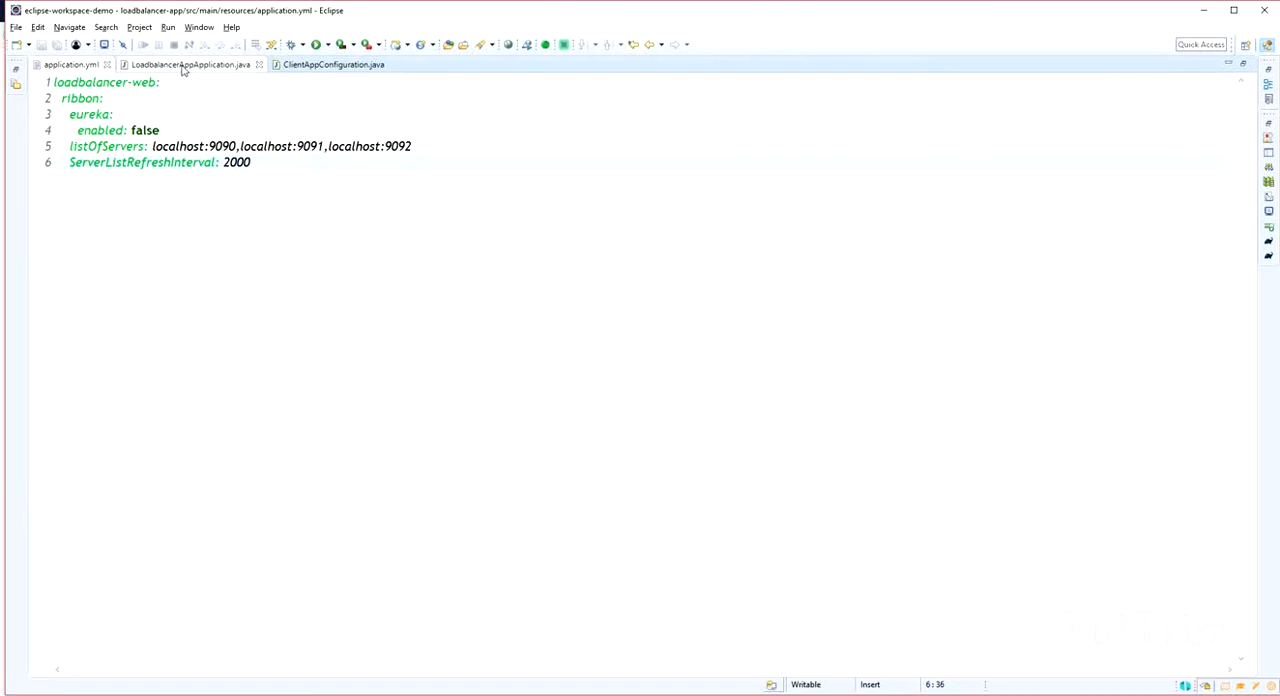 eclipse-workspace-demo - loadbalancer-app/src/main/resources/application.yml - Eclipse
File Edit Navigate Search Project Run Window Help
Quick Access
application.yml LoadbalancerAppApplication.java ClientAppConfiguration.java
1 loadbalancer-web:
2 ribbon:
3 eureka:
4 enabled: false
5 listOfServers: localhost:9090,localhost:9091,localhost:9092
6 ServerListRefreshInterval: 2000
Writable Insert 6:36